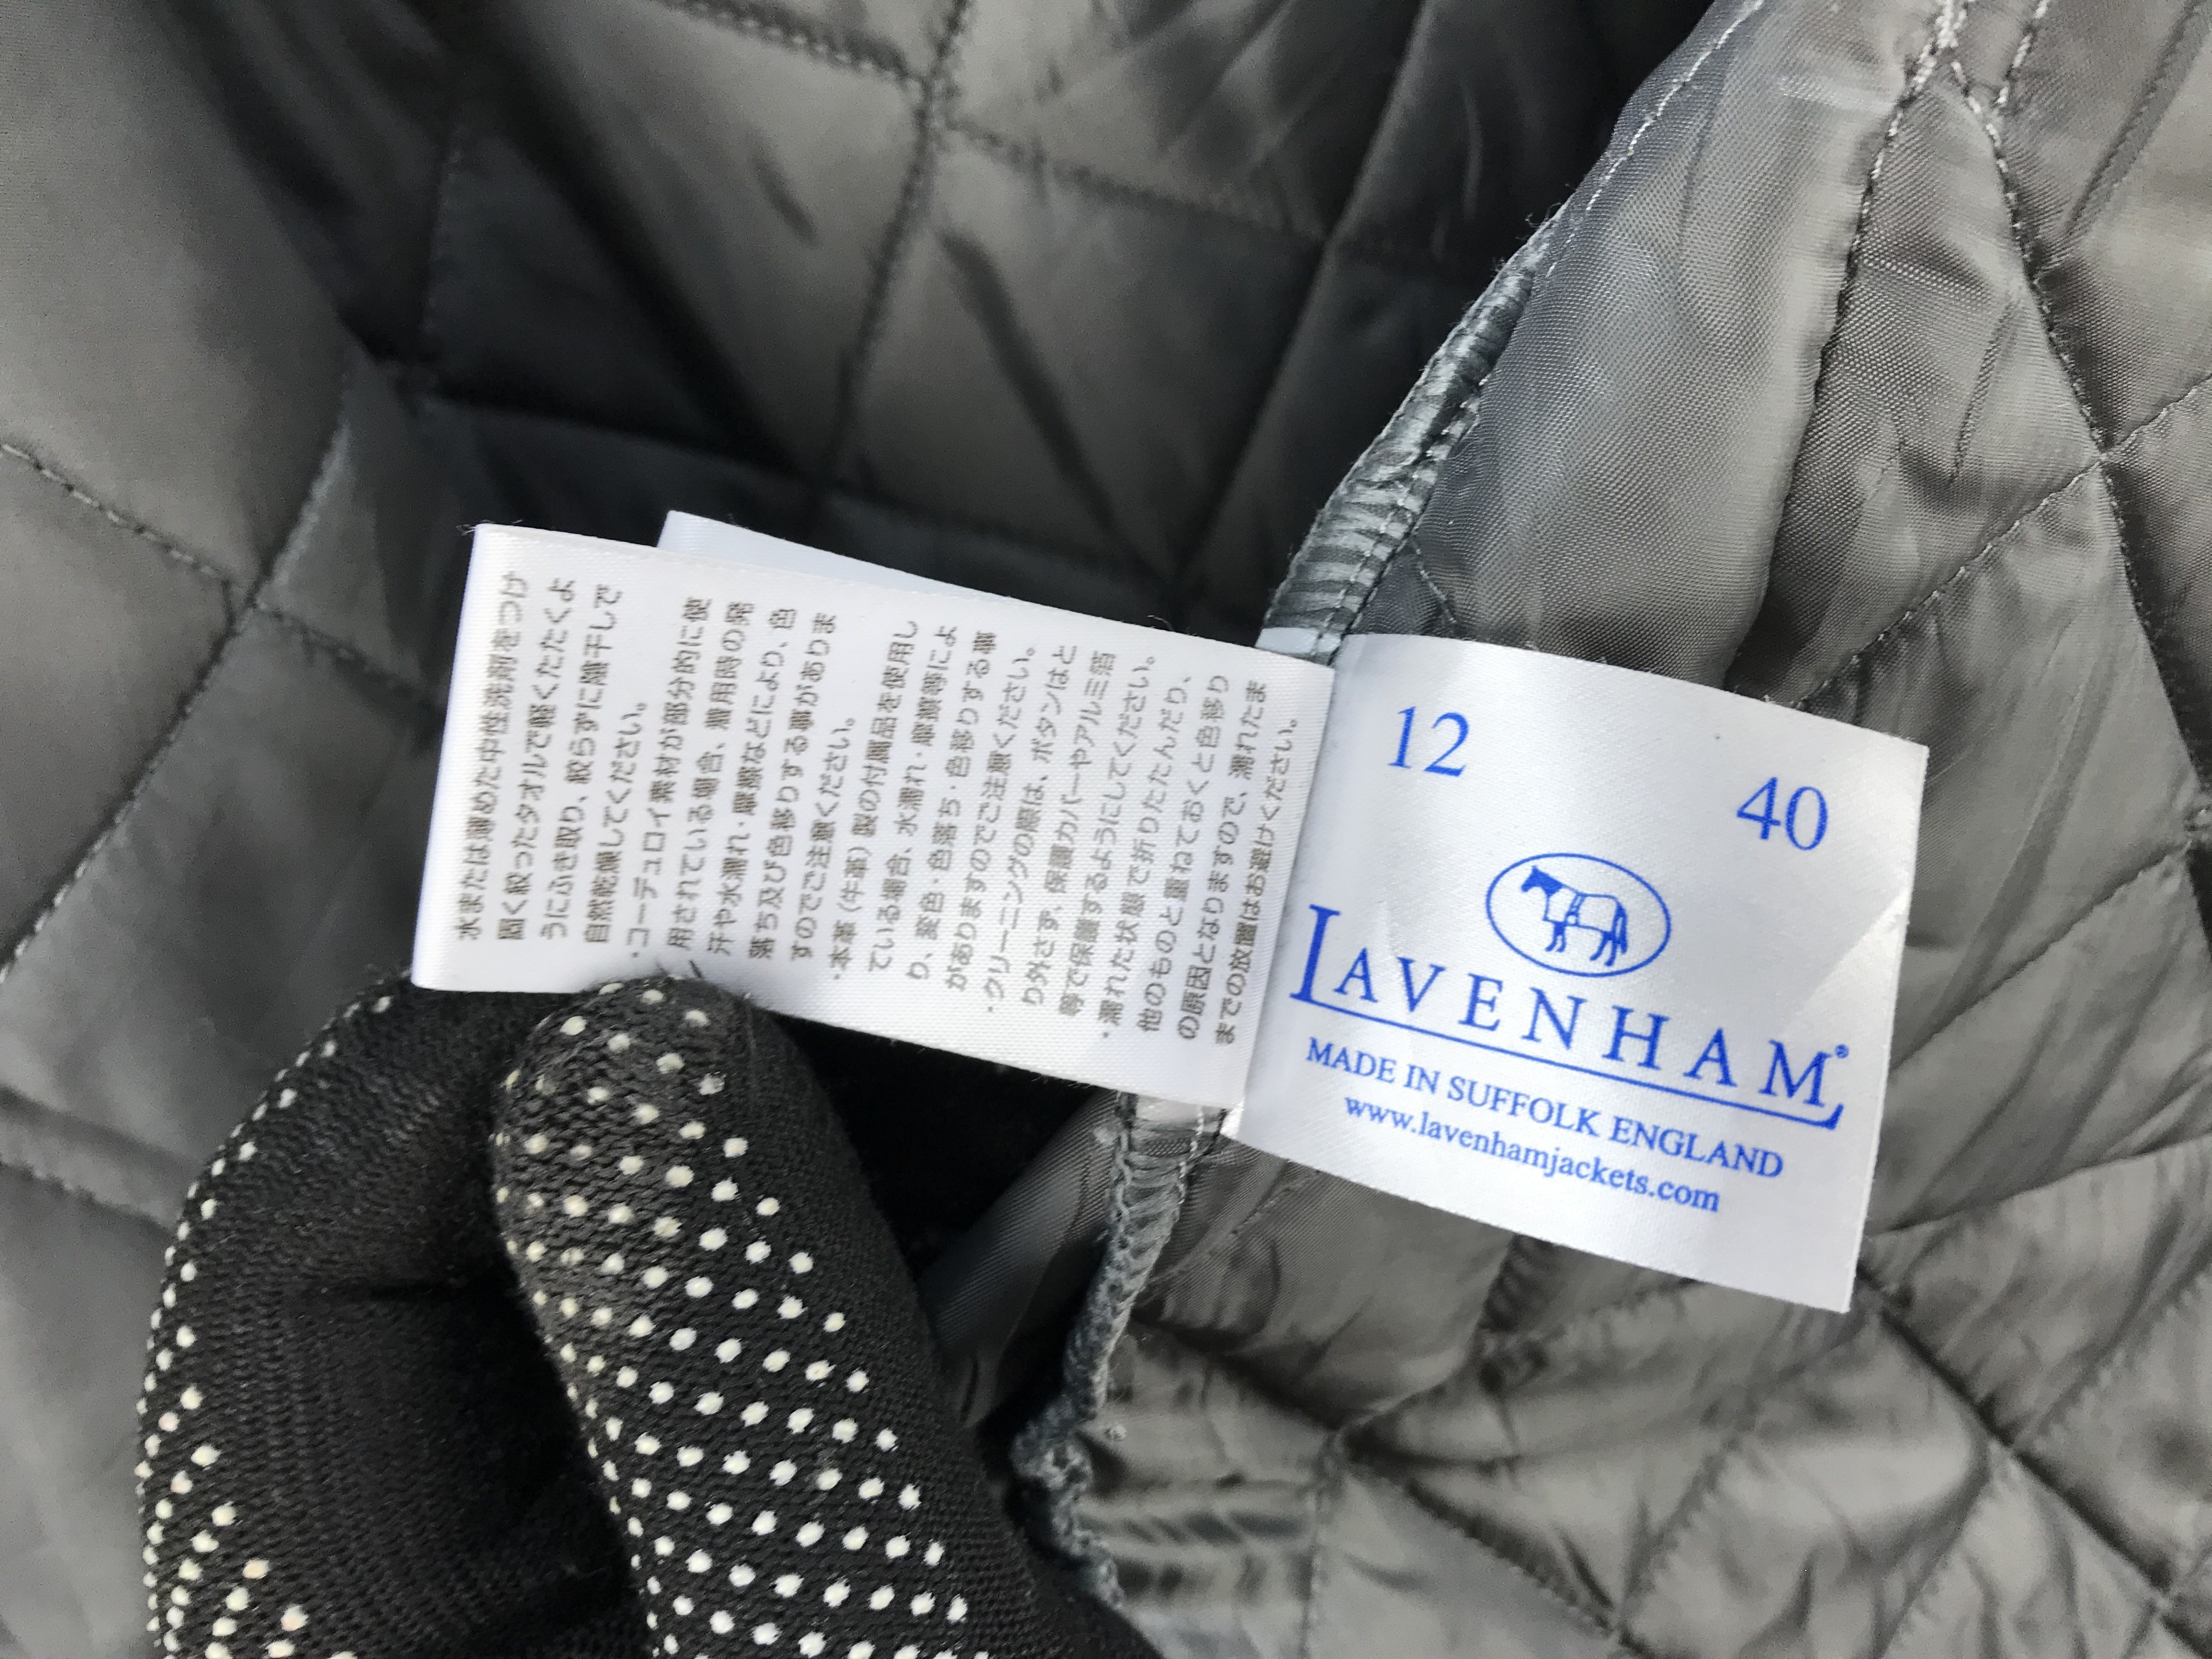 水または薄めた中性洗剤をつけ
固く絞ったタオルで軽くたたくよ
うにふき取り、絞らずに陰干しで
自然乾燥してください。
・コーデュロイ素材が部分的に使
用されている場合、着用時の発
汗や水濡れ・摩擦などにより、色
落ち及び色移りする事がありま
すのでご注意ください。
・本革(牛革)製の付属品を使用し
ている場合、水濡れ・摩擦等によ
り、変色・色落ち・色移りする事
がありますのでご注意ください。
・クリーニングの際は、ボタンはと
り外さず、保護カバーやアルミ箔
等で保護するようにしてください。
・濡れた状態で折りたたんだり、
他のものと重ねておくと色移り
の原因となりますので、濡れたま
までの放置はお避けください。
12
40
LAVENHAM®
MADE IN SUFFOLK ENGLAND
www.lavenhamjackets.com